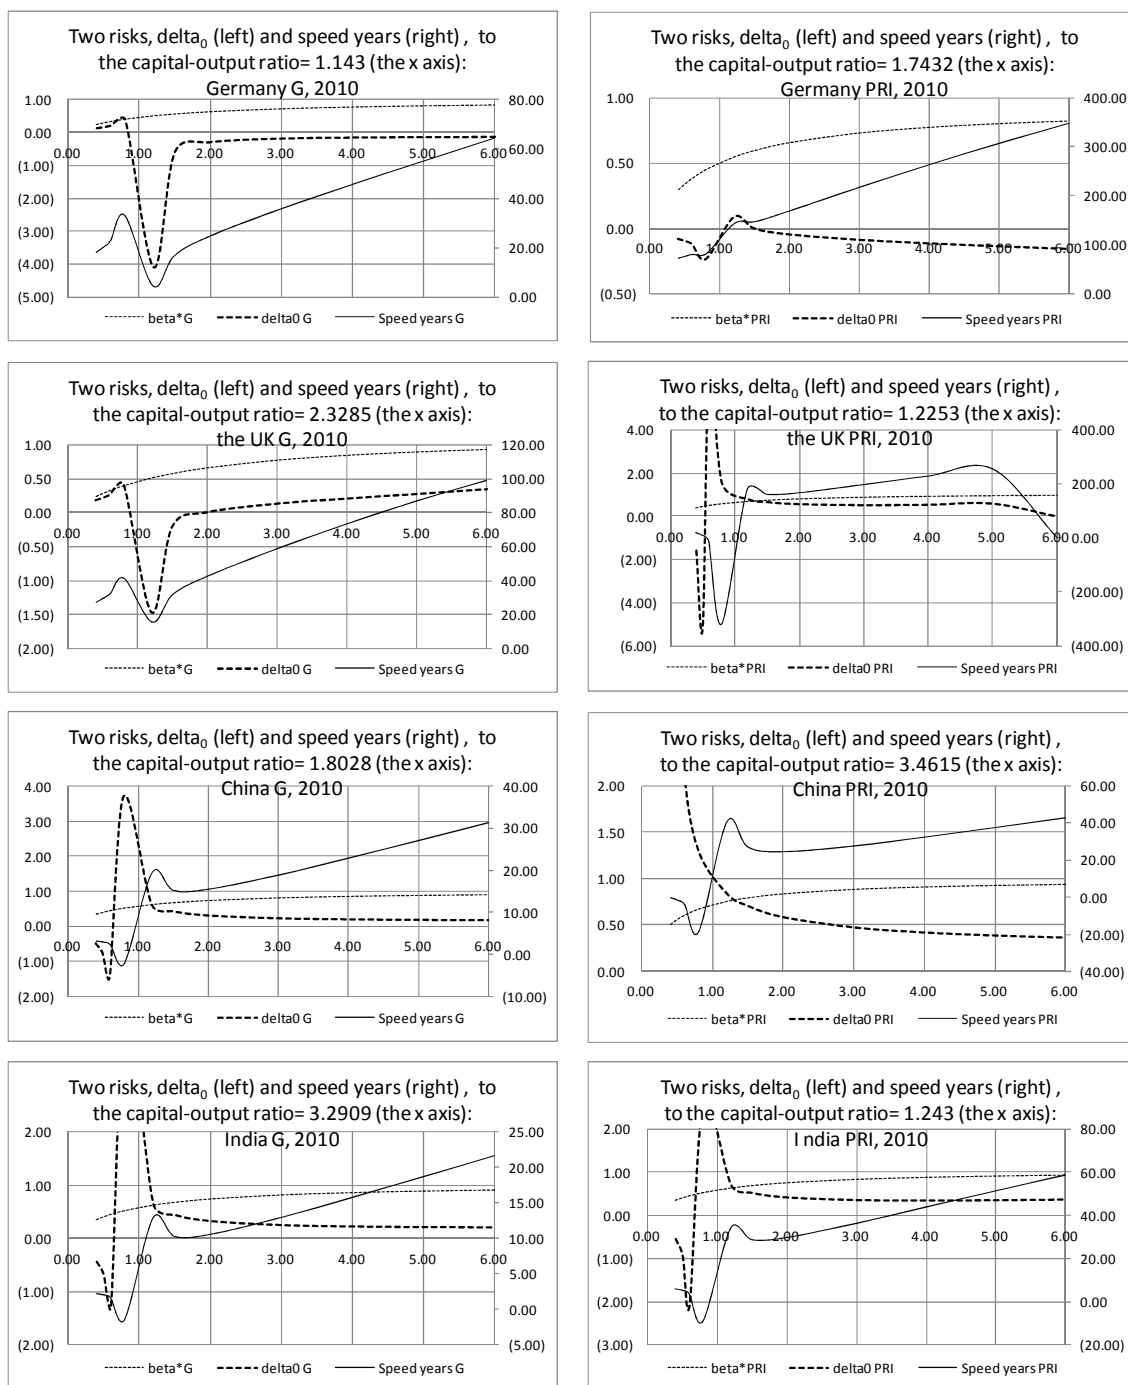 Two risks, delta₀ (left) and speed years (right) , to
the capital-output ratio= 1.143 (the x axis):
Germany G, 2010
1.00
0.00
(1.00)
(2.00)
(3.00)
(4.00)
(5.00)
0.00 1.00 2.00 3.00 4.00 5.00 6.00
80.00
60.00
40.00
20.00
0.00
beta*G delta0 G Speed years G
Two risks, delta₀ (left) and speed years (right) , to
the capital-output ratio= 1.7432 (the x axis):
Germany PRI, 2010
1.00
0.50
0.00
(0.50)
0.00 1.00 2.00 3.00 4.00 5.00 6.00
400.00
300.00
200.00
100.00
0.00
beta*PRI delta0 PRI Speed years PRI
Two risks, delta₀ (left) and speed years (right) , to
the capital-output ratio= 2.3285 (the x axis):
the UK G, 2010
1.00
0.50
0.00
(0.50)
(1.00)
(1.50)
(2.00)
0.00 1.00 2.00 3.00 4.00 5.00 6.00
120.00
100.00
80.00
60.00
40.00
20.00
0.00
beta*G delta0 G Speed years G
Two risks, delta₀ (left) and speed years (right) ,
to the capital-output ratio= 1.2253 (the x axis):
the UK PRI, 2010
4.00
2.00
0.00
(2.00)
(4.00)
(6.00)
0.00 1.00 2.00 3.00 4.00 5.00 6.00
400.00
200.00
0.00
(200.00)
(400.00)
beta*PRI delta0 PRI Speed years PRI
Two risks, delta₀ (left) and speed years (right) , to
the capital-output ratio= 1.8028 (the x axis):
China G, 2010
4.00
3.00
2.00
1.00
0.00
(1.00)
(2.00)
0.00 1.00 2.00 3.00 4.00 5.00 6.00
40.00
30.00
20.00
10.00
0.00
(10.00)
beta*G delta0 G Speed years G
Two risks, delta₀ (left) and speed years (right) ,
to the capital-output ratio= 3.4615 (the x axis):
China PRI, 2010
2.00
1.50
1.00
0.50
0.00
0.00 1.00 2.00 3.00 4.00 5.00 6.00
60.00
40.00
20.00
0.00
(20.00)
(40.00)
beta*PRI delta0 PRI Speed years PRI
Two risks, delta₀ (left) and speed years (right) , to
the capital-output ratio= 3.2909 (the x axis):
India G, 2010
2.00
1.00
0.00
(1.00)
(2.00)
0.00 1.00 2.00 3.00 4.00 5.00 6.00
25.00
20.00
15.00
10.00
5.00
0.00
(5.00)
beta*G delta0 G Speed years G
Two risks, delta₀ (left) and speed years (right) ,
to the capital-output ratio= 1.243 (the x axis):
India PRI, 2010
2.00
1.00
0.00
(1.00)
(2.00)
(3.00)
0.00 1.00 2.00 3.00 4.00 5.00 6.00
80.00
60.00
40.00
20.00
0.00
(20.00)
beta*PRI delta0 PRI Speed years PRI